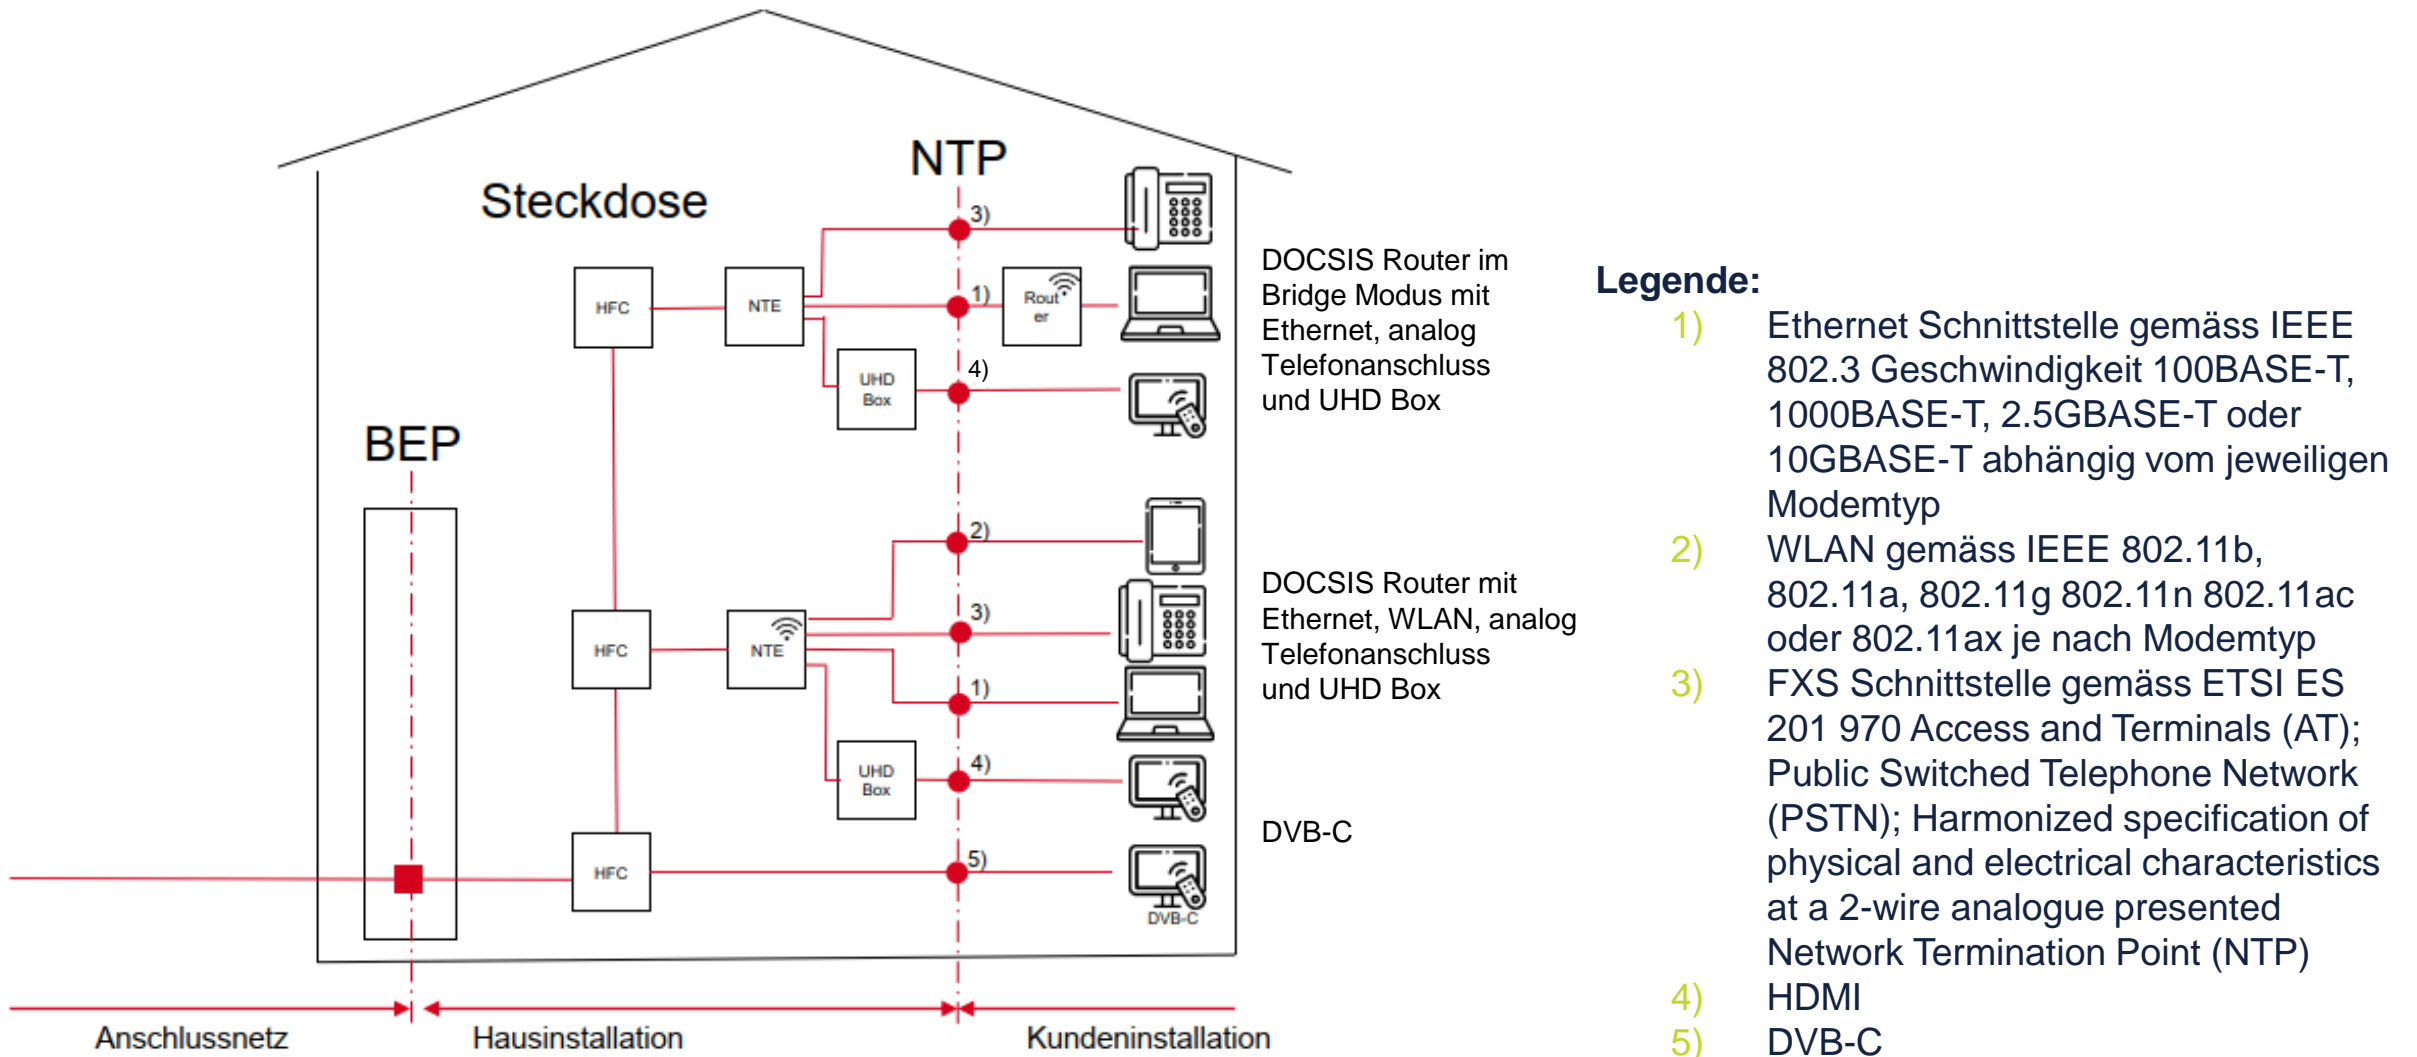 NTP
Steckdose
3)
HFC
NTE
1)
Rout
er
UHD
Box
4)
DOCSIS Router im
Bridge Modus mit
Ethernet, analog
Telefonanschluss
und UHD Box
BEP
2)
HFC
NTE
3)
1)
UHD
Box
4)
DOCSIS Router mit
Ethernet, WLAN, analog
Telefonanschluss
und UHD Box
HFC
5)
DVB-C
DVB-C
Anschlussnetz
Hausinstallation
Kundeninstallation
Legende:
1) Ethernet Schnittstelle gemäss IEEE
802.3 Geschwindigkeit 100BASE-T,
1000BASE-T, 2.5GBASE-T oder
10GBASE-T abhängig vom jeweiligen
Modemtyp
2) WLAN gemäss IEEE 802.11b,
802.11a, 802.11g 802.11n 802.11ac
oder 802.11ax je nach Modemtyp
3) FXS Schnittstelle gemäss ETSI ES
201 970 Access and Terminals (AT);
Public Switched Telephone Network
(PSTN); Harmonized specification of
physical and electrical characteristics
at a 2-wire analogue presented
Network Termination Point (NTP)
4) HDMI
5) DVB-C